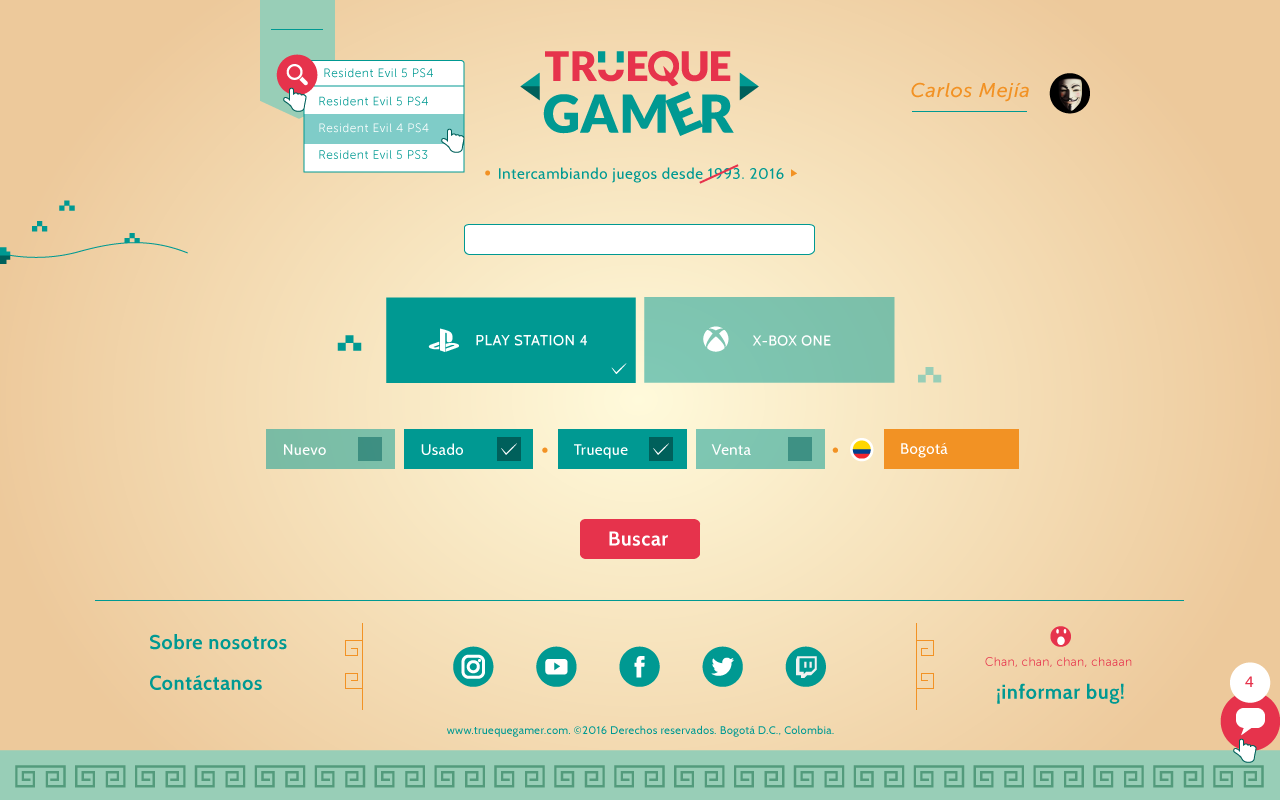 Resident Evil 5 PS4
Resident Evil 5 PS4
Resident Evil 4 PS4
Resident Evil 5 PS3
TRUEQUE
GAMER
Carlos Mejía
Intercambiando juegos desde 1993. 2016
PLAY STATION 4
X-BOX ONE
Nuevo
Usado
Trueque
Venta
Bogotá
Buscar
Sobre nosotros
Contáctanos
Chan, chan, chan, chaaan
¡informar bug!
4
www.truequegamer.com. ©2016 Derechos reservados. Bogotá D.C., Colombia.